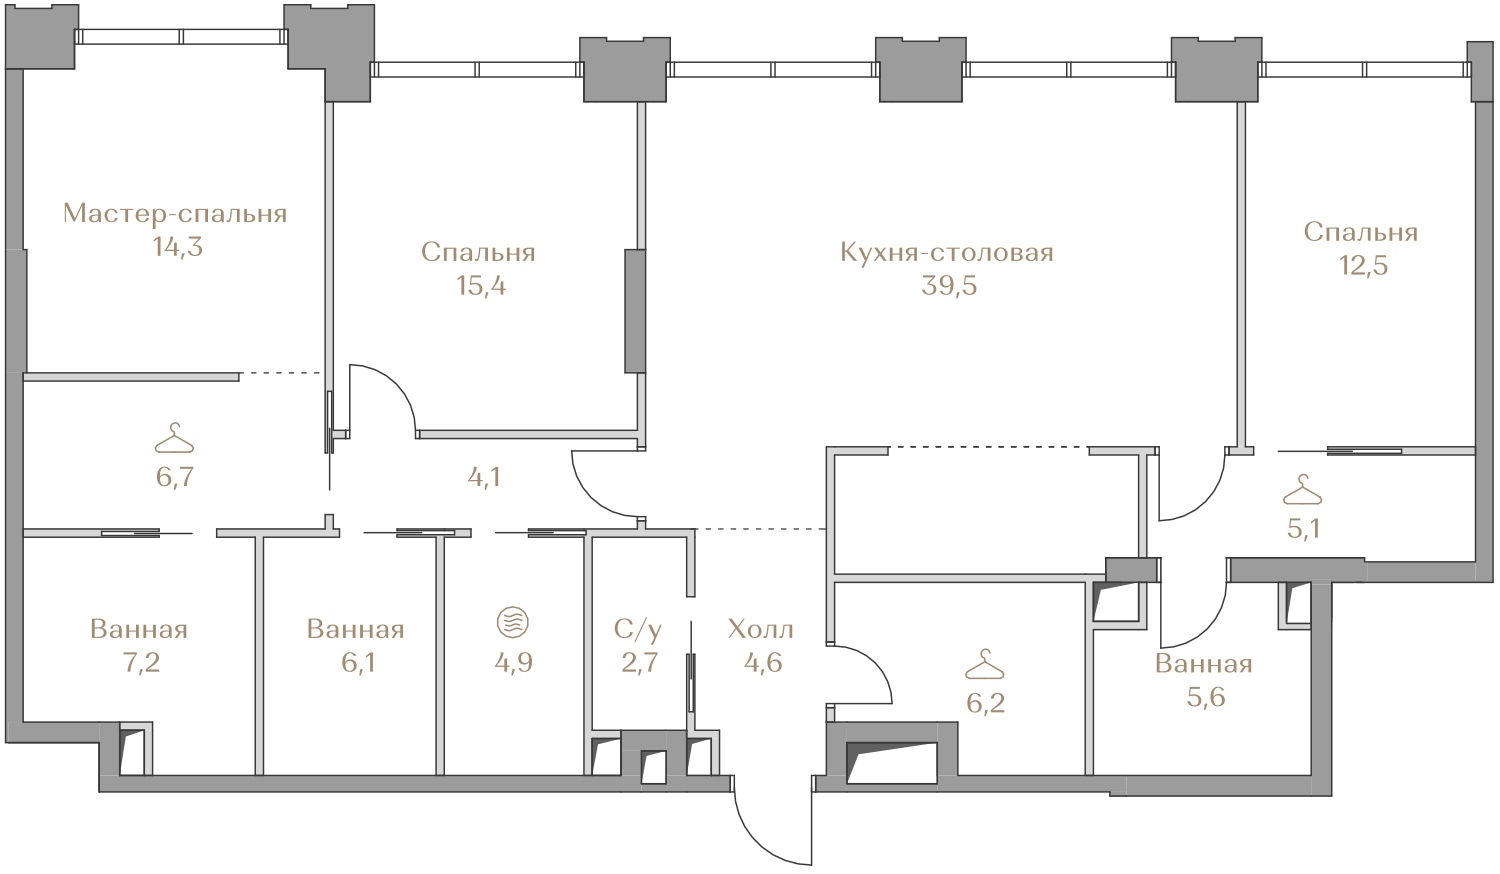 Мастер-спальня
14,3
Спальня
15,4
Кухня-столовая
39,5
Спальня
12,5
6,7
4,1
5,1
Ванная
7,2
Ванная
6,1
4,9
С/у
2,7
Холл
4,6
6,2
Ванная
5,6